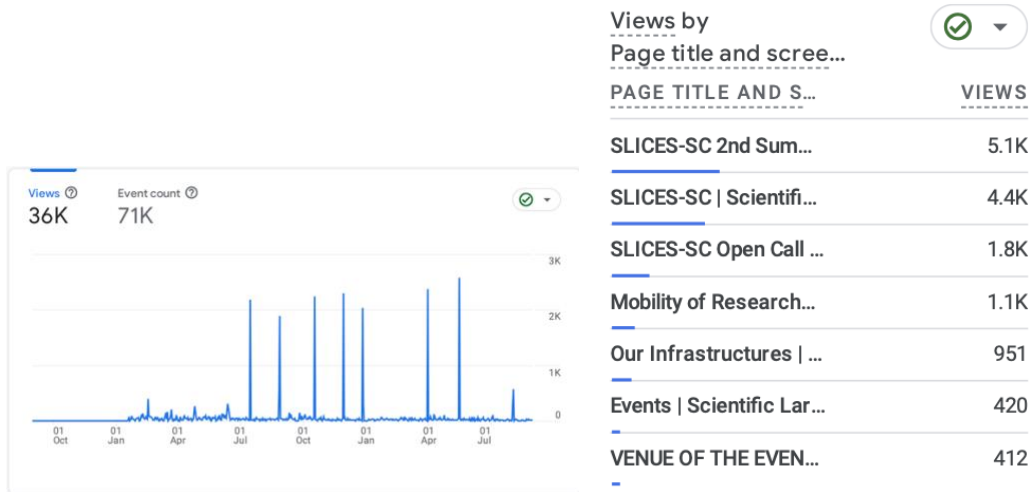 Views by
Page title and scree...
PAGE TITLE AND S... VIEWS
SLICES-SC 2nd Sum... 5.1K
SLICES-SC | Scientifi... 4.4K
SLICES-SC Open Call ... 1.8K
Mobility of Research... 1.1K
Our Infrastructures | ... 951
Events | Scientific Lar... 420
VENUE OF THE EVEN... 412
Views Event count
36K 71K
3K
2K
1K
0
01 01 01 01 01 01 01 01
Oct Jan Apr Jul Oct Jan Apr Jul